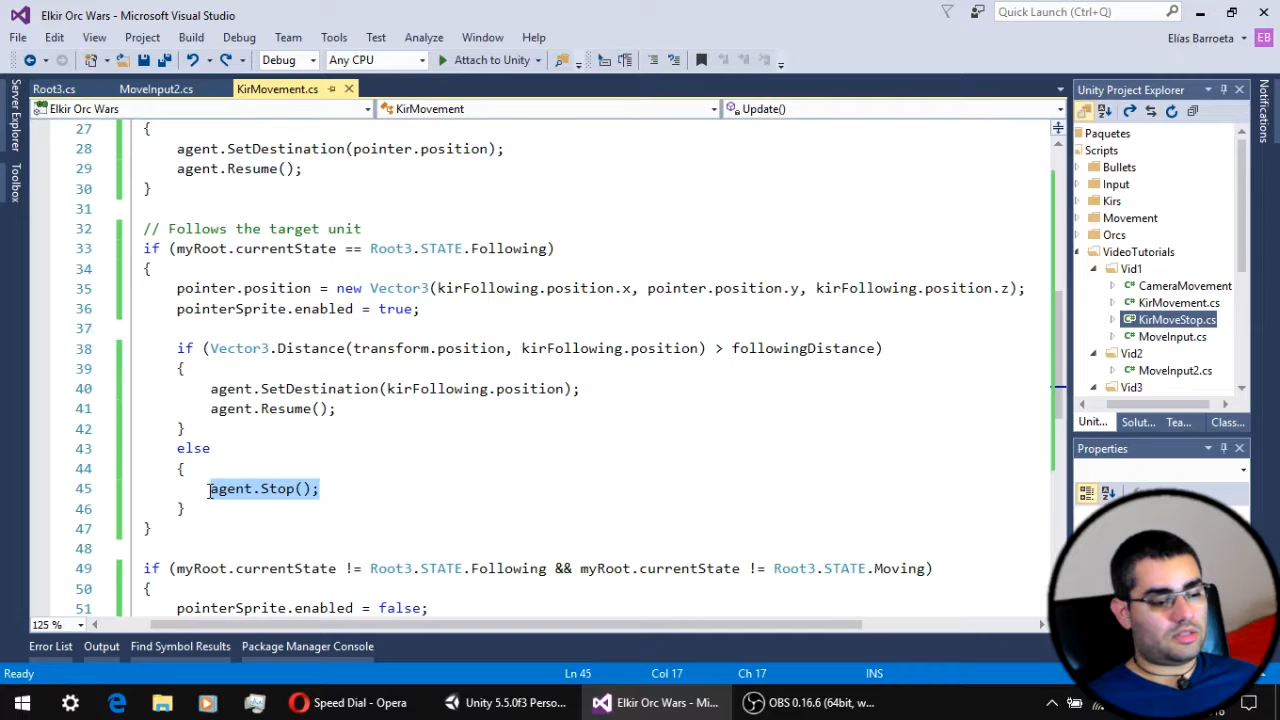 Elkir Orc Wars - Microsoft Visual Studio
Quick Launch (Ctrl+Q)
File Edit View Project Build Debug Team Tools Test Analyze Window Help
Elías Barroeta EB
Debug Any CPU Attach to Unity
Root3.cs MoveInput2.cs KirMovement.cs
Elkir Orc Wars KirMovement Update()
Server Explorer
Toolbox
Notifications
27 {
28 agent.SetDestination(pointer.position);
29 agent.Resume();
30 }
31
32 // Follows the target unit
33 if (myRoot.currentState == Root3.STATE.Following)
34 {
35 pointer.position = new Vector3(kirFollowing.position.x, pointer.position.y, kirFollowing.position.z);
36 pointerSprite.enabled = true;
37
38 if (Vector3.Distance(transform.position, kirFollowing.position) > followingDistance)
39 {
40 agent.SetDestination(kirFollowing.position);
41 agent.Resume();
42 }
43 else
44 {
45 agent.Stop();
46 }
47 }
48
49 if (myRoot.currentState != Root3.STATE.Following && myRoot.currentState != Root3.STATE.Moving)
50 {
51 pointerSprite.enabled = false;
125 %
Unity Project Explorer
Paquetes
Scripts
Bullets
Input
Kirs
Movement
Orcs
VideoTutorials
Vid1
CameraMovement
KirMovement.cs
KirMoveStop.cs
MoveInput.cs
Vid2
MoveInput2.cs
Vid3
Unit... Solut... Tea... Class...
Properties
Error List Output Find Symbol Results Package Manager Console
Ready Ln 45 Col 17 Ch 17 INS
Speed Dial - Opera Unity 5.5.0f3 Person... Elkir Orc Wars - Mi... OBS 0.16.6 (64bit, w...